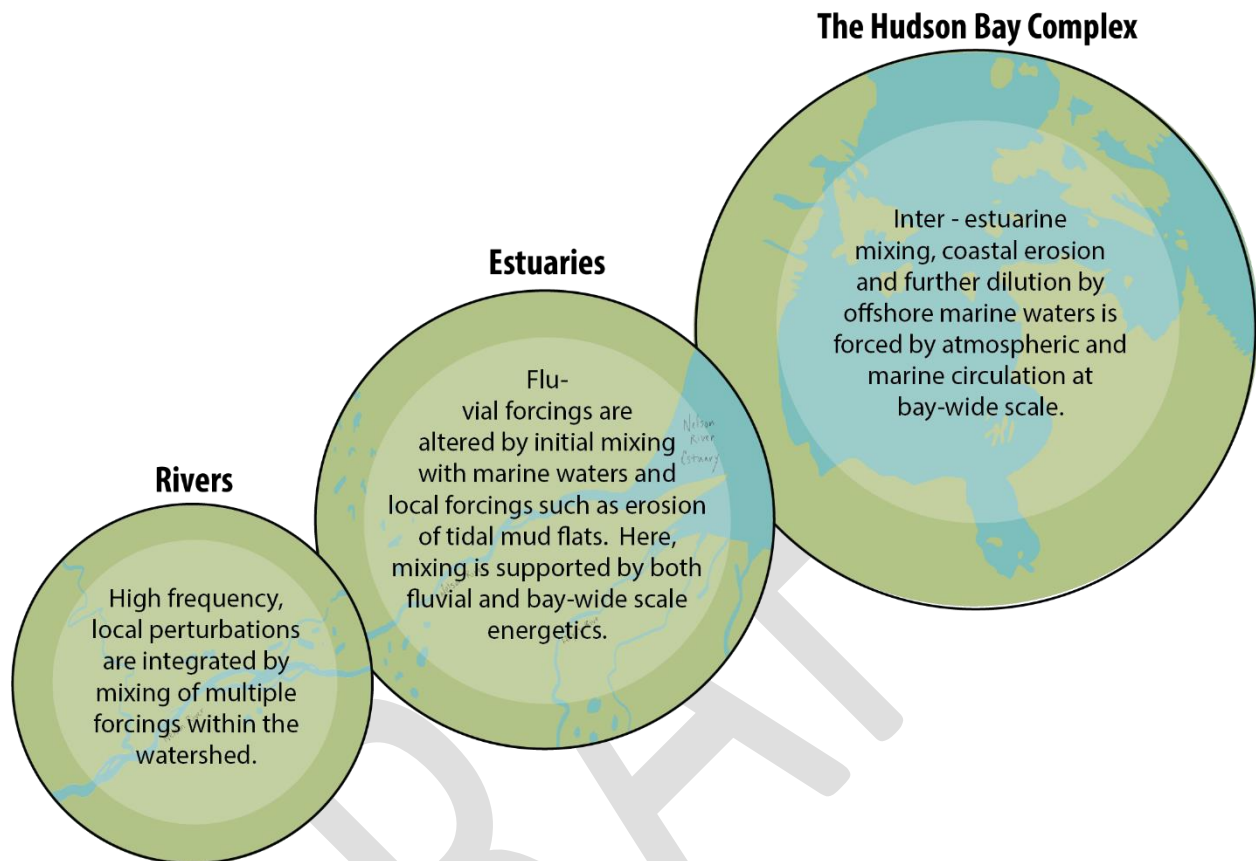 The Hudson Bay Complex
Inter - estuarine
mixing, coastal erosion
and further dilution by
offshore marine waters is
forced by atmospheric and
marine circulation at
bay-wide scale.
Estuaries
Flu-
vial forcings are
altered by initial mixing
with marine waters and
local forcings such as erosion
of tidal mud flats.  Here,
mixing is supported by both
fluvial and bay-wide scale
energetics.
Nelson
River
Estuary
Rivers
High frequency,
local perturbations
are integrated by
mixing of multiple
forcings within the
watershed.